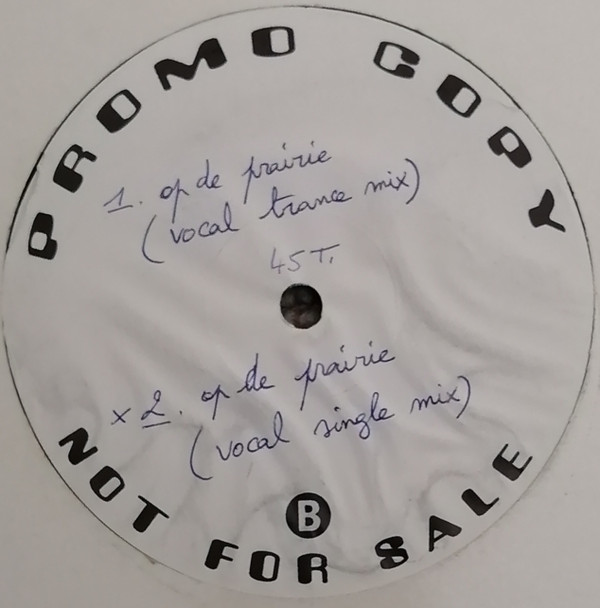 PROMO COPY
1. op de prairie
(vocal trance mix)
45 T.
x 2. op de prairie
(vocal single mix)
B
NOT FOR SALE